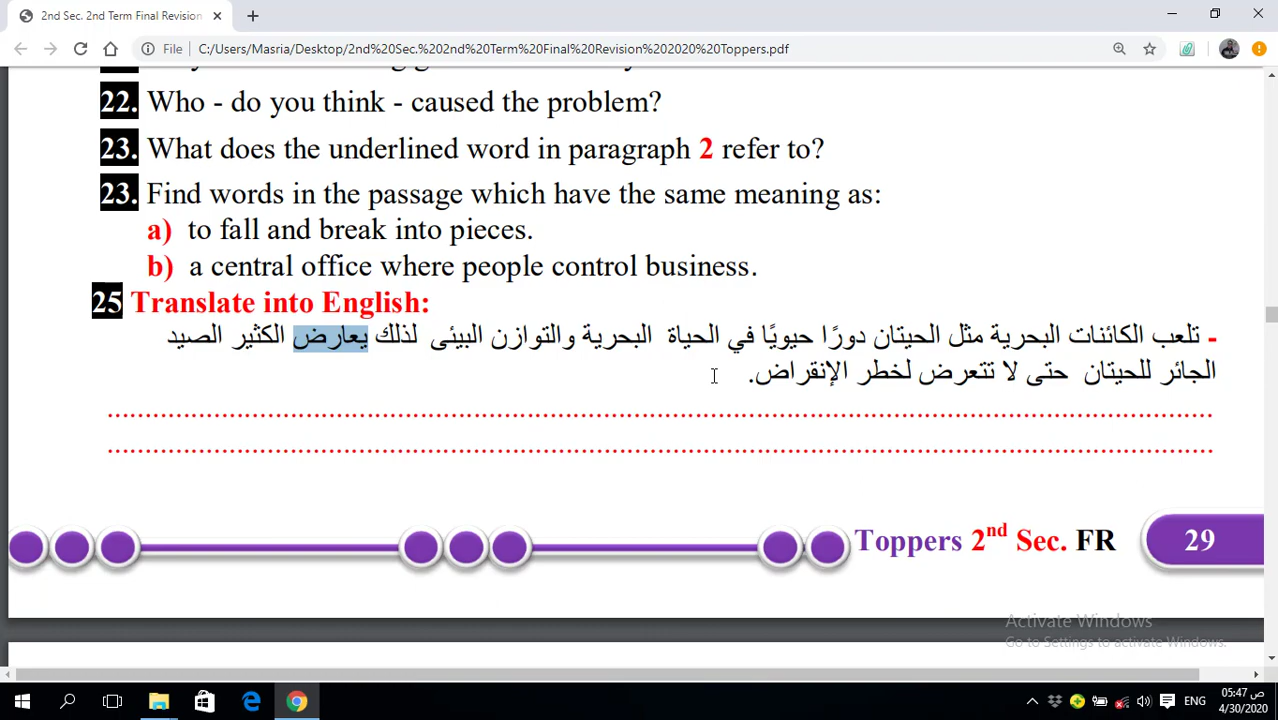 2nd Sec. 2nd Term Final Revision
File C:/Users/Masria/Desktop/2nd%20Sec.%202nd%20Term%20Final%20Revision%202020%20Toppers.pdf
22. Who - do you think - caused the problem?
23. What does the underlined word in paragraph 2 refer to?
23. Find words in the passage which have the same meaning as:
a) to fall and break into pieces.
b) a central office where people control business.
25 Translate into English:
- تلعب الكائنات البحرية مثل الحيتان دورًا حيويًا في الحياة البحرية والتوازن البيئى لذلك يعارض الكثير الصيد
الجائر للحيتان حتى لا تتعرض لخطر الإنقراض.
................................................................................
................................................................................
Toppers 2nd Sec. FR 29
Activate Windows
Go to Settings to activate Windows.
ENG
05:47 ص
4/30/2020